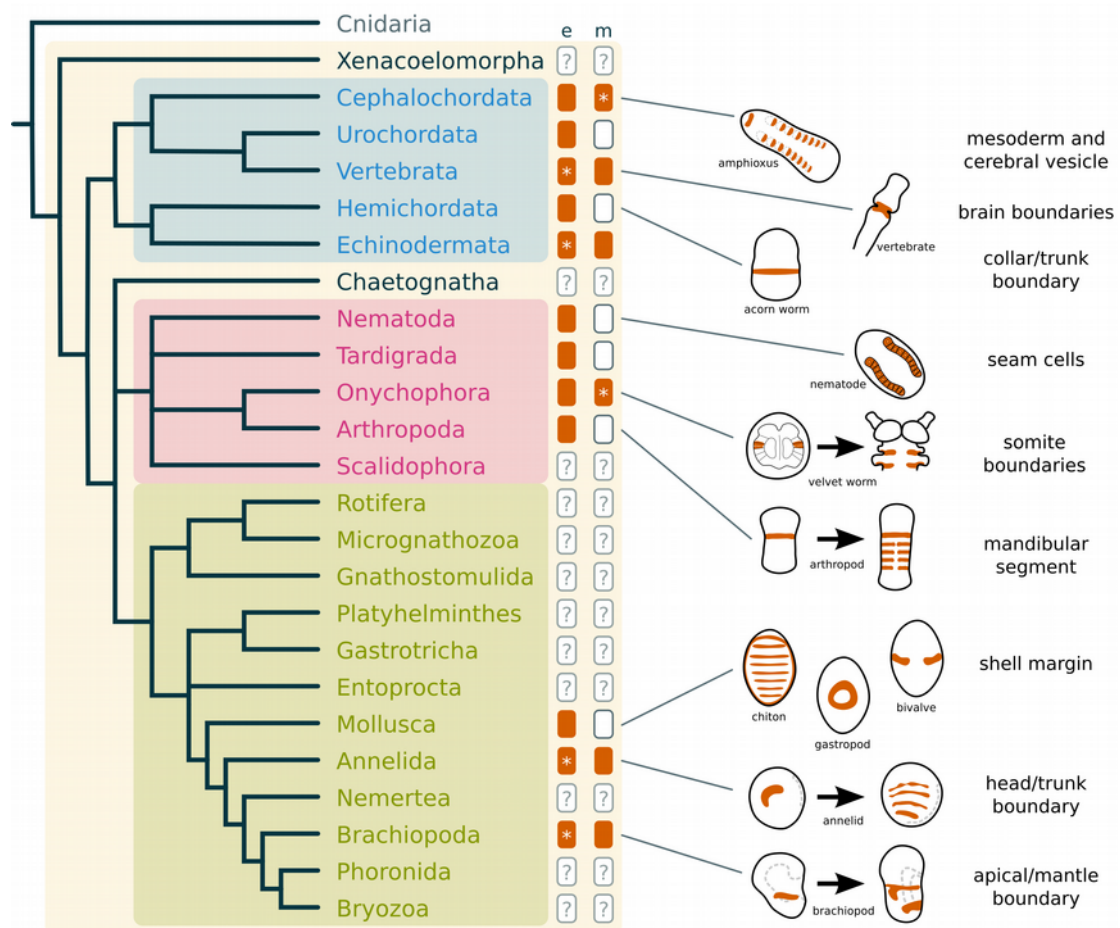 Cnidaria
e m
Xenacoelomorpha ? ?
Cephalochordata *
Urochordata
Vertebrata *
Hemichordata
Echinodermata *
Chaetognatha ? ?
Nematoda
Tardigrada
Onychophora *
Arthropoda
Scalidophora ? ?
Rotifera ? ?
Micrognathozoa ? ?
Gnathostomulida ? ?
Platyhelminthes ? ?
Gastrotricha ? ?
Entoprocta ? ?
Mollusca
Annelida *
Nemertea ? ?
Brachiopoda *
Phoronida ? ?
Bryozoa ? ?
amphioxus
mesoderm and
cerebral vesicle
vertebrate
brain boundaries
acorn worm
collar/trunk
boundary
nematode
seam cells
velvet worm
somite
boundaries
arthropod
mandibular
segment
chiton
gastropod
bivalve
shell margin
annelid
head/trunk
boundary
brachiopod
apical/mantle
boundary